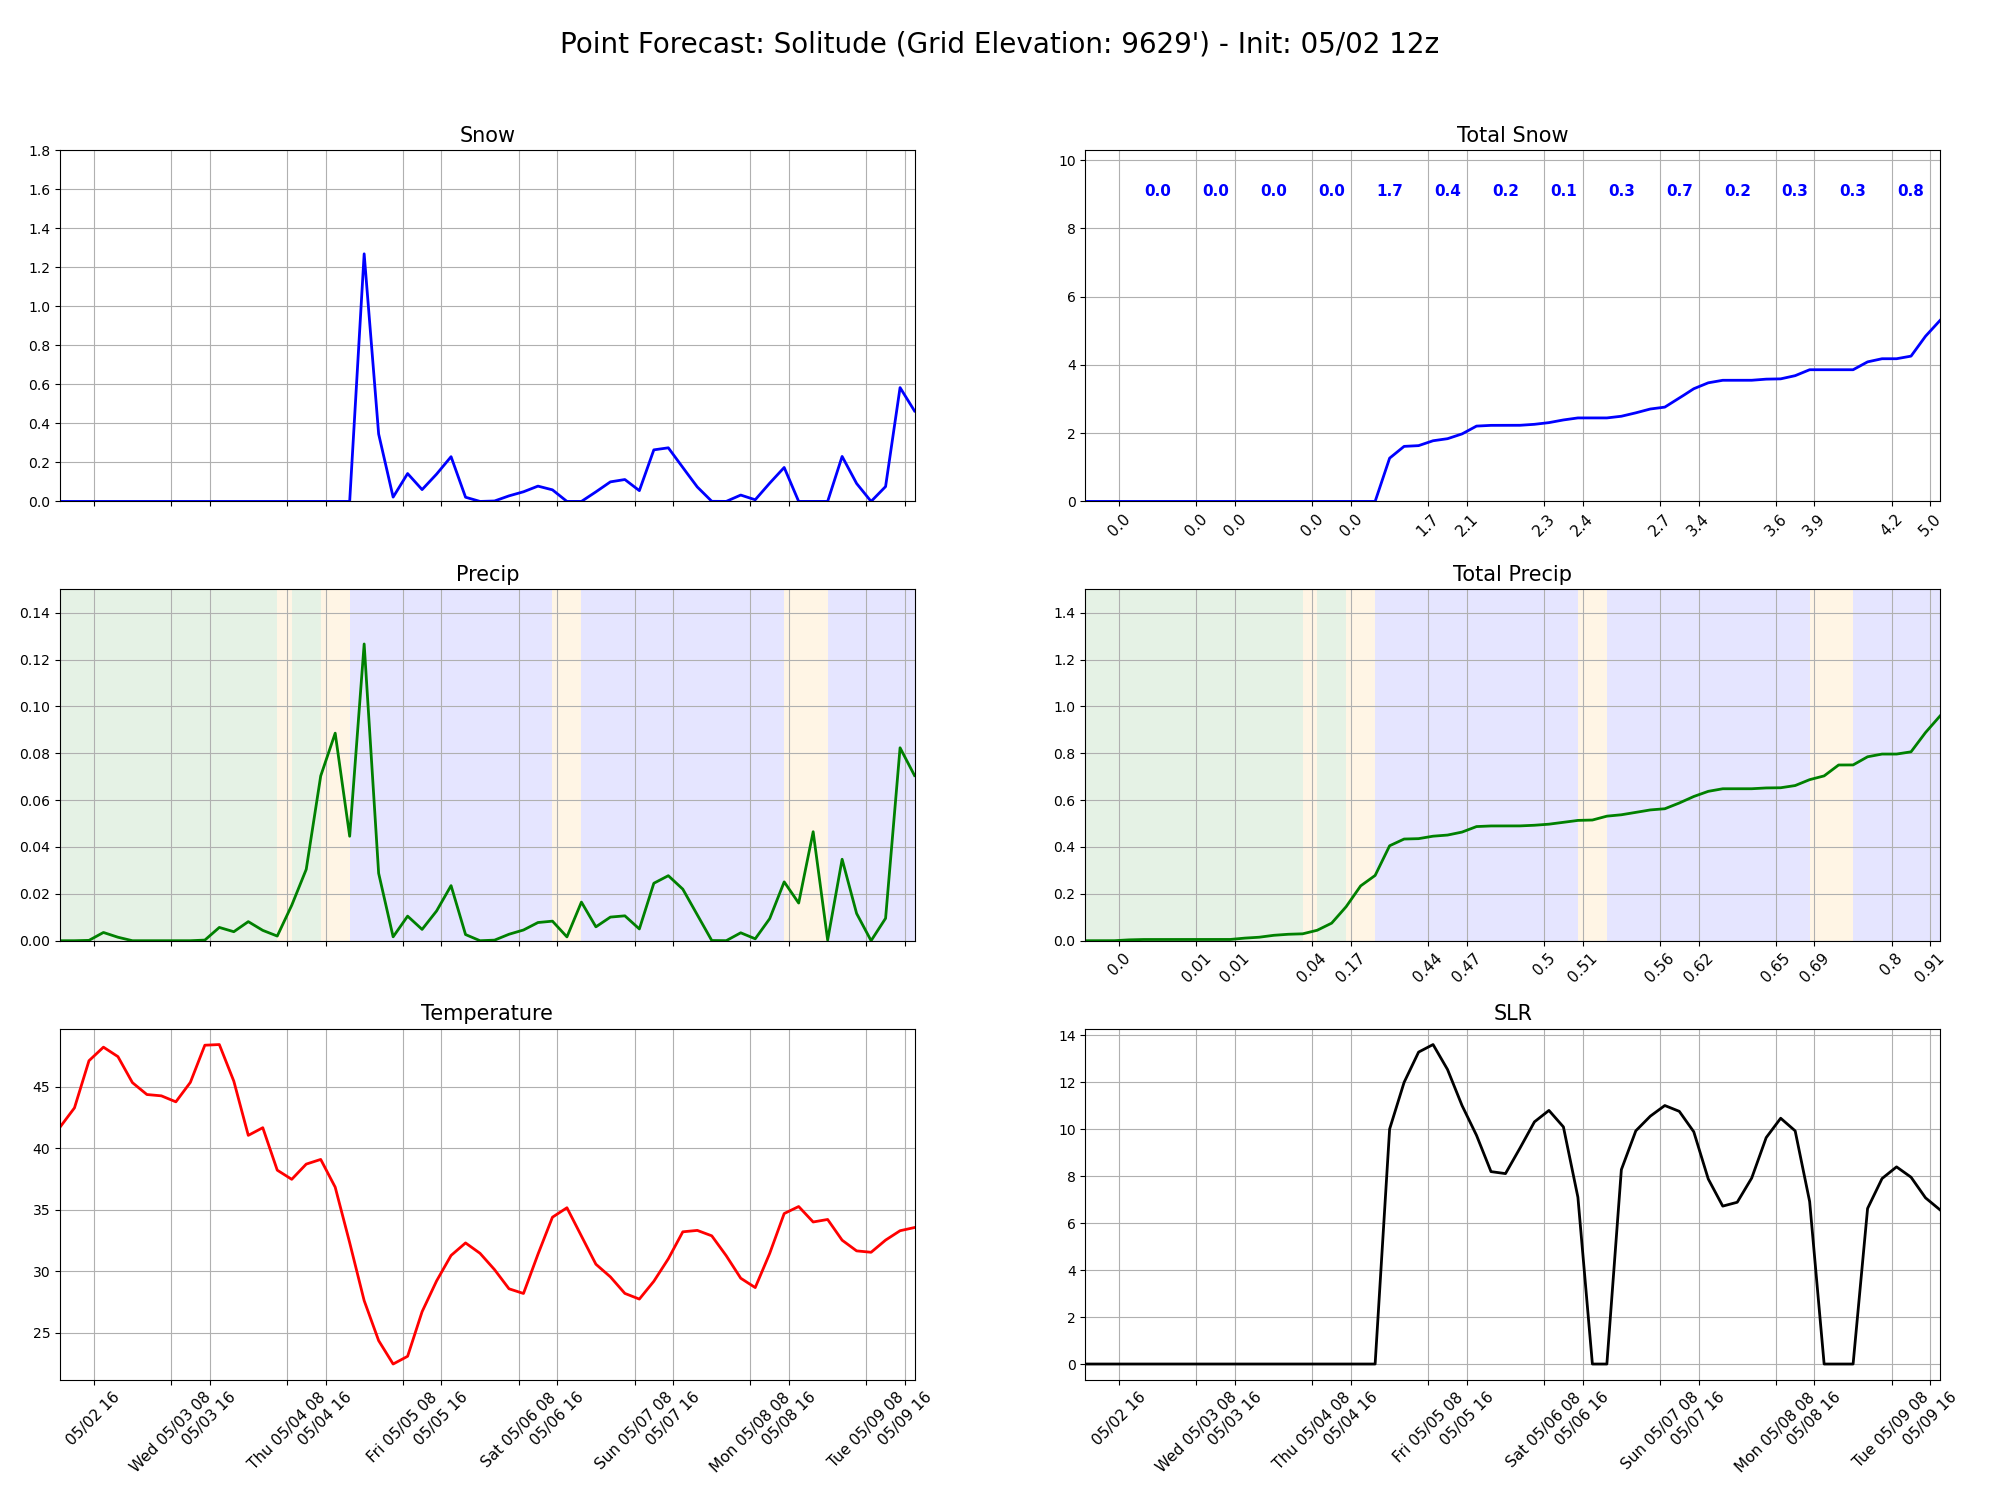 Point Forecast: Solitude (Grid Elevation: 9629') - Init: 05/02 12z
Snow
1.8
1.6
1.4
1.2
1.0
0.8
0.6
0.4
0.2
0.0
Total Snow
10
8
6
4
2
0
0.0 0.0 0.0 0.0 1.7 0.4 0.2 0.1 0.3 0.7 0.2 0.3 0.3 0.8
0.0 0.0 0.0 0.0 0.0 1.7 2.1 2.3 2.4 2.7 3.4 3.6 3.9 4.2 5.0
Precip
0.14
0.12
0.10
0.08
0.06
0.04
0.02
0.00
Total Precip
1.4
1.2
1.0
0.8
0.6
0.4
0.2
0.0
0.0 0.01 0.01 0.04 0.17 0.44 0.47 0.5 0.51 0.56 0.62 0.65 0.69 0.8 0.91
Temperature
45
40
35
30
25
05/02 16
Wed 05/03 08
05/03 16
Thu 05/04 08
05/04 16
Fri 05/05 08
05/05 16
Sat 05/06 08
05/06 16
Sun 05/07 08
05/07 16
Mon 05/08 08
05/08 16
Tue 05/09 08
05/09 16
SLR
14
12
10
8
6
4
2
0
05/02 16
Wed 05/03 08
05/03 16
Thu 05/04 08
05/04 16
Fri 05/05 08
05/05 16
Sat 05/06 08
05/06 16
Sun 05/07 08
05/07 16
Mon 05/08 08
05/08 16
Tue 05/09 08
05/09 16